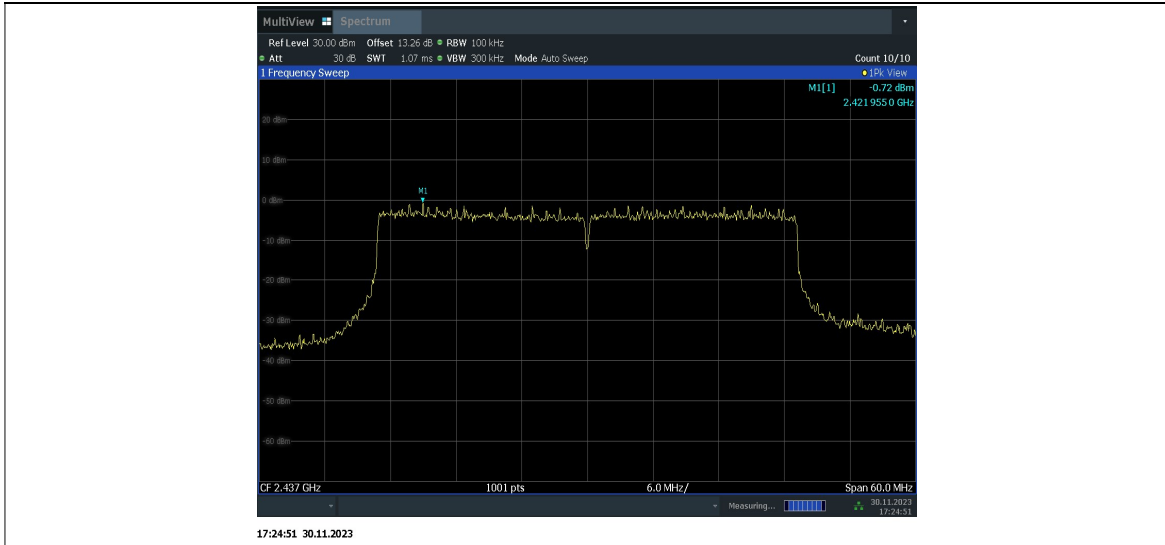 MultiView Spectrum
Ref Level 30.00 dBm Offset 13.26 dB RBW 100 kHz
Att 30 dB SWT 1.07 ms VBW 300 kHz Mode Auto Sweep Count 10/10
1 Frequency Sweep 1Pk View
M1[1] -0.72 dBm
2.421 955 0 GHz
20 dBm
10 dBm
M1
0 dBm
-10 dBm
-20 dBm
-30 dBm
-40 dBm
-50 dBm
-60 dBm
CF 2.437 GHz 1001 pts 6.0 MHz/ Span 60.0 MHz
Measuring... 30.11.2023
17:24:51
17:24:51 30.11.2023